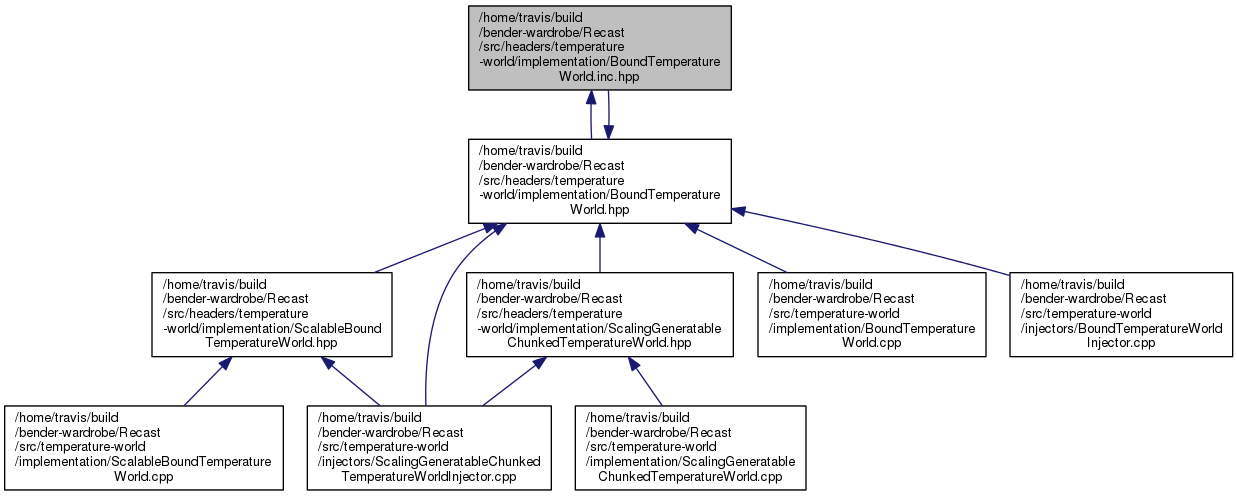 /home/travis/build
/bender-wardrobe/Recast
/src/headers/temperature
-world/implementation/BoundTemperature
World.inc.hpp
/home/travis/build
/bender-wardrobe/Recast
/src/headers/temperature
-world/implementation/BoundTemperature
World.hpp
/home/travis/build
/bender-wardrobe/Recast
/src/headers/temperature
-world/implementation/ScalableBound
TemperatureWorld.hpp
/home/travis/build
/bender-wardrobe/Recast
/src/headers/temperature
-world/implementation/ScalingGeneratable
ChunkedTemperatureWorld.hpp
/home/travis/build
/bender-wardrobe/Recast
/src/temperature-world
/implementation/BoundTemperature
World.cpp
/home/travis/build
/bender-wardrobe/Recast
/src/temperature-world
/injectors/BoundTemperatureWorld
Injector.cpp
/home/travis/build
/bender-wardrobe/Recast
/src/temperature-world
/implementation/ScalableBoundTemperature
World.cpp
/home/travis/build
/bender-wardrobe/Recast
/src/temperature-world
/injectors/ScalingGeneratableChunked
TemperatureWorldInjector.cpp
/home/travis/build
/bender-wardrobe/Recast
/src/temperature-world
/implementation/ScalingGeneratable
ChunkedTemperatureWorld.cpp